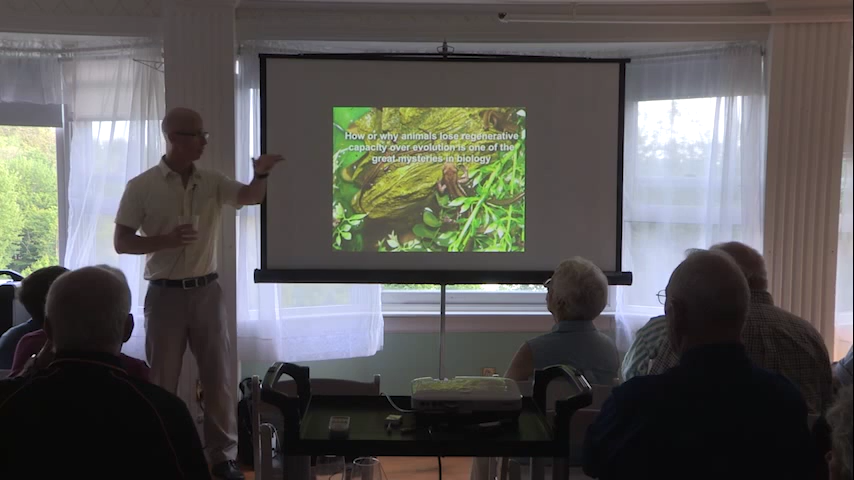 How or why animals lose regenerative
capacity over evolution is one of the
great mysteries in biology